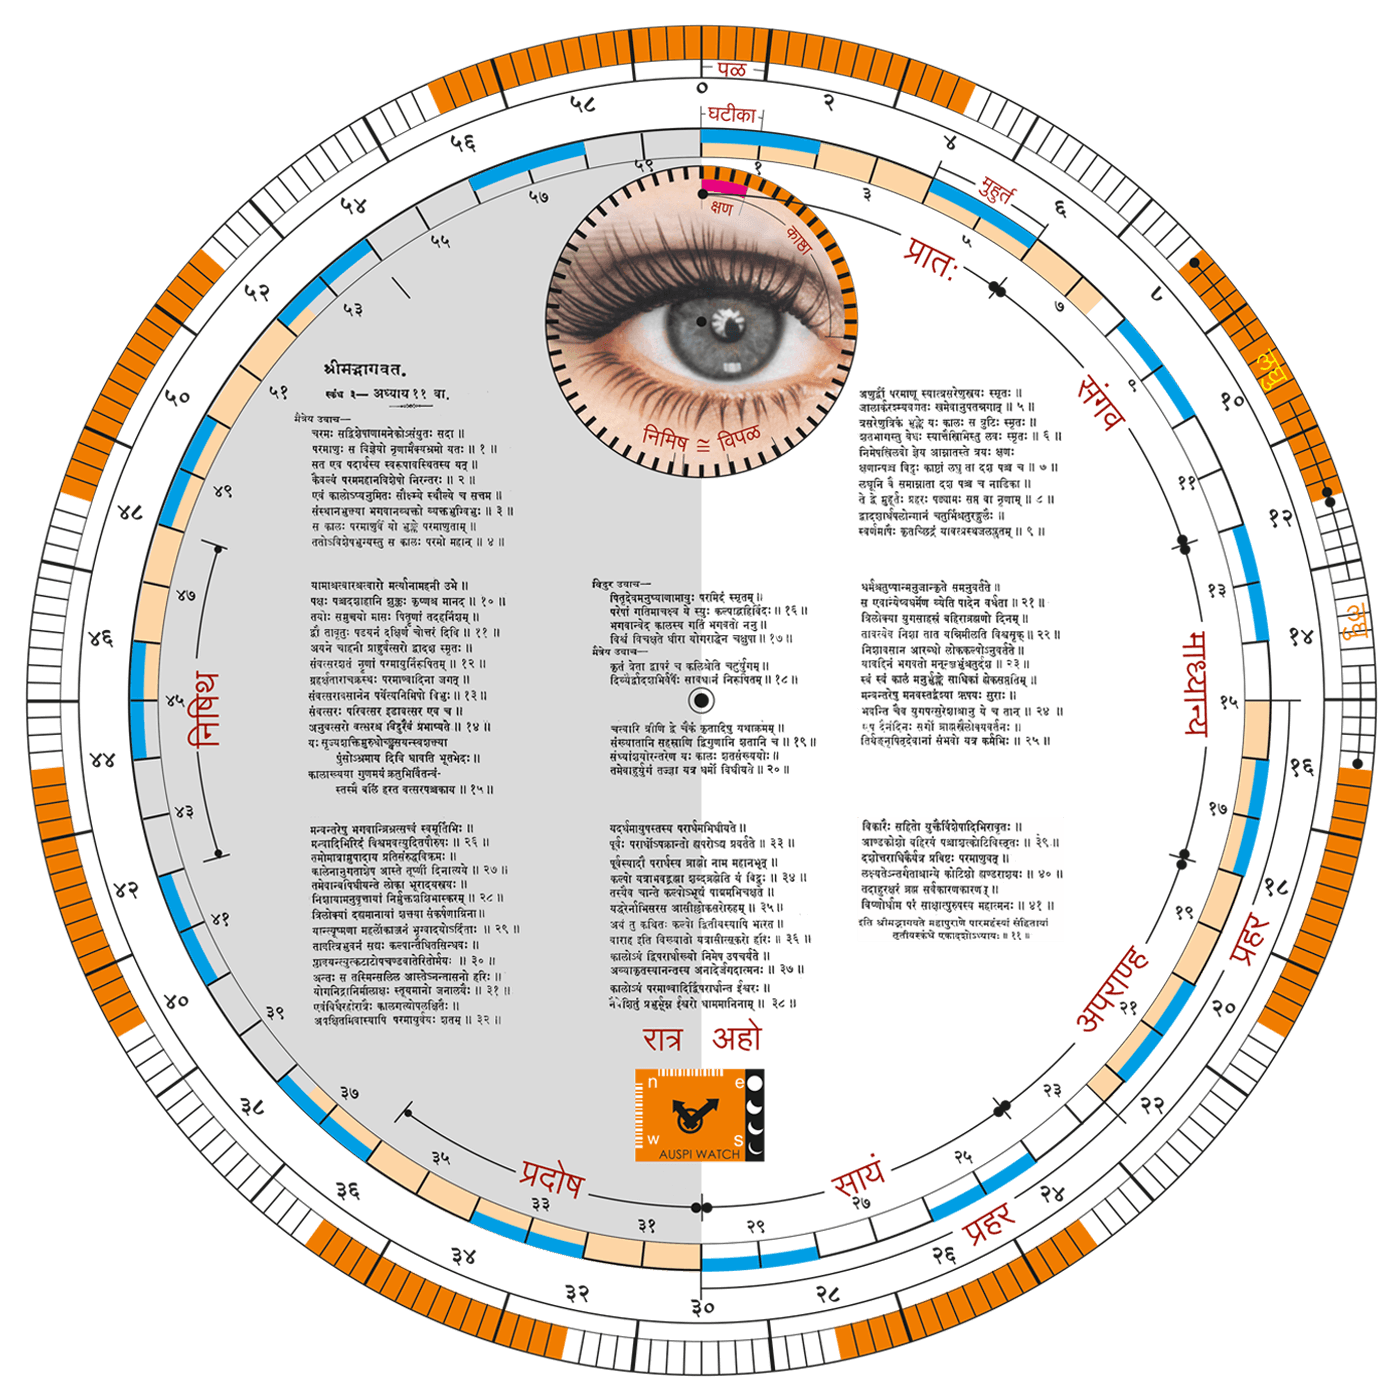 पळ
०
२
४
६
८
१०
१२
१४
१६
१८
२०
२२
२४
२६
२८
३०
३२
३४
३६
३८
४०
४२
४४
४६
४८
५०
५२
५४
५६
५८
घटीका
मुहुर्त
लघु
लघु
प्रहर
प्रहर
१
३
५
७
९
११
१३
१५
१७
१९
२१
२३
२५
२७
२९
३१
३३
३५
३७
३९
४१
४३
४५
४७
४९
५१
५३
५५
५७
५९
क्षण
काष्ठा
निमिष ≅ विपळ
प्रातः
संगव
माध्यान्य
अपराण्ह
सायं
प्रदोष
निषिथ
श्रीमद्भागवत.
स्कंध ३— अध्याय ११ वा.
मैत्रेय उवाच—
चरमः सद्विशेषाणामनेकोऽसंयुतः सदा ॥
परमाणुः स विज्ञेयो नृणामैक्यभ्रमो यतः ॥ १ ॥
सत एव पदार्थस्य स्वरूपावस्थितस्य यत् ॥
कैवल्यं परममहानविशेषो निरन्तरः ॥ २ ॥
एवं कालोऽप्यनुमितः सौक्ष्म्ये स्थौल्ये च सत्तम ॥
संस्थानभुक्त्या भगवानव्यक्तो व्यक्तभुग्विभुः ॥ ३ ॥
स कालः परमाणुर्वै यो भुङ्क्ते परमाणुताम् ॥
ततोऽविशेषभुग्यस्तु स कालः परमो महान् ॥ ४ ॥
अणुर्द्वौ परमाणू स्यात्त्रसरेणुस्त्रयः स्मृतः ॥
जालार्करश्म्यवगतः खमेवानुपतन्नगात् ॥ ५ ॥
त्रसरेणुत्रिकं भुङ्क्ते यः कालः स त्रुटिः स्मृतः ॥
शतभागस्तु वेधः स्यात्तैस्त्रिभिस्तु लवः स्मृतः ॥ ६ ॥
निमेषस्त्रिलवो ज्ञेय आम्नातस्ते त्रयः क्षणः
क्षणान्पञ्च विदुः काष्ठां लघु ता दश पञ्च च ॥ ७ ॥
लघूनि वै समाम्नाता दश पञ्च च नाडिका ॥
ते द्वे मुहूर्तः प्रहरः षड्यामः सप्त वा नृणाम् ॥ ८ ॥
द्वादशार्धपलोन्मानं चतुर्भिश्चतुरङ्गुलैः ॥
स्वर्णमाषैः कृतच्छिद्रं यावत्प्रस्थजलप्लुतम् ॥ ९ ॥
यामाश्चत्वारश्चत्वारो मर्त्यानामहनी उभे ॥
पक्षः पञ्चदशाहानि शुक्लः कृष्णश्च मानद ॥ १० ॥
तयोः समुच्चयो मासः पितॄणां तदहर्निशम् ॥
द्वौ तावृतुः षडयनं दक्षिणं चोत्तरं दिवि ॥ ११ ॥
अयने चाहनी प्राहुर्वत्सरो द्वादश स्मृतः ॥
संवत्सरशतं नॄणां परमायुर्निरूपितम् ॥ १२ ॥
ग्रहर्क्षताराचक्रस्थः परमाण्वादिना जगत् ॥
संवत्सरावसानेन पर्येत्यनिमिषो विभुः ॥ १३ ॥
संवत्सरः परिवत्सर इडावत्सर एव च ॥
अनुवत्सरो वत्सरश्च विदुरैवं प्रभाष्यते ॥ १४ ॥
यः सृज्यशक्तिमुरुधोच्छ्वसयन्स्वशक्त्या
पुंसोऽभ्रमाय दिवि धावति भूतभेदः ॥
कालाख्यया गुणमयं क्रतुभिर्वितन्वं-
स्तस्मै बलिं हरत वत्सरपञ्चकाय ॥ १५ ॥
विदुर उवाच—
पितृदेवमनुष्याणामायुः परमिदं स्मृतम् ॥
परेषां गतिमाचक्ष्व ये स्युः कल्पाद्बहिर्विदः ॥ १६ ॥
भगवान्वेद कालस्य गतिं भगवतो ननु ॥
विश्वं विचक्षते धीरा योगराद्धेन चक्षुषा ॥ १७ ॥
मैत्रेय उवाच—
कृतं त्रेता द्वापरं च कलिश्चेति चतुर्युगम् ॥
दिव्यैर्द्वादशभिर्वर्षैः सावधानं निरूपितम् ॥ १८ ॥
चत्वारि त्रीणि द्वे चैकं कृतादिषु यथाक्रमम् ॥
संख्यातानि सहस्राणि द्विगुणानि शतानि च ॥ १९ ॥
संध्यांशयोरन्तरेण यः कालः शतसंख्ययोः ॥
तमेवाहुर्युगं तज्ज्ञा यत्र धर्मो विधीयते ॥ २० ॥
धर्मश्चतुष्पान्मनुजान्कृते समनुवर्तते ॥
स एवान्येष्वधर्मेण व्येति पादेन वर्धता ॥ २१ ॥
त्रिलोक्या युगसाहस्रं बहिराब्रह्मणो दिनम् ॥
तावत्येव निशा तात यन्निमीलति विश्वसृक् ॥ २२ ॥
निशावसान आरब्धो लोककल्पोऽनुवर्तते ॥
यावद्दिनं भगवतो मनून्भुञ्जंश्चतुर्दश ॥ २३ ॥
स्वं स्वं कालं मनुर्भुङ्क्ते साधिकां ह्येकसप्ततिम् ॥
मन्वन्तरेषु मनवस्तद्वंश्या ऋषयः सुराः ॥
भवन्ति चैव युगपत्सुरेशाश्चानु ये च तान् ॥ २४ ॥
एष दैनंदिनः सर्गो ब्राह्मस्त्रैलोक्यवर्तनः ॥
तिर्यङ्नृपितृदेवानां संभवो यत्र कर्मभिः ॥ २५ ॥
मन्वन्तरेषु भगवान्बिभ्रत्सत्त्वं स्वमूर्तिभिः ॥
मन्वादिभिरिदं विश्वमवत्युदितपौरुषः ॥ २६ ॥
तमोमात्रामुपादाय प्रतिसंरुद्धविक्रमः ॥
कालेनानुगताशेष आस्ते तूष्णीं दिनात्यये ॥ २७ ॥
तमेवान्वपिधीयन्ते लोका भूरादयस्त्रयः ॥
निशायामनुवृत्तायां निर्मुक्तशशिभास्करम् ॥ २८ ॥
त्रिलोक्यां दह्यमानायां शक्त्या संकर्षणाग्निना ॥
यान्त्यूष्मणा महर्लोकाज्जनं भृग्वादयोऽर्दिताः ॥ २९ ॥
तावत्त्रिभुवनं सद्यः कल्पान्तैधितसिन्धवः ॥
प्लावयन्त्युत्कटाटोपचण्डवातेरितोर्मयः ॥ ३० ॥
अन्तः स तस्मिन्सलिल आस्तेऽनन्तासनो हरिः ॥
योगनिद्रानिमीलाक्षः स्तूयमानो जनालयैः ॥ ३१ ॥
एवंविधैरहोरात्रैः कालगत्योपलक्षितैः ॥
अपक्षितमिवास्यापि परमायुर्वयः शतम् ॥ ३२ ॥
यदर्धमायुषस्तस्य परार्धमभिधीयते ॥
पूर्वः परार्धोऽपक्रान्तो ह्यपरोऽद्य प्रवर्तते ॥ ३३ ॥
पूर्वस्यादौ परार्धस्य ब्राह्मो नाम महानभूत् ॥
कल्पो यत्राभवद्ब्रह्मा शब्दब्रह्मेति यं विदुः ॥ ३४ ॥
तस्यैव चान्ते कल्पोऽभूद्यं पाद्ममभिचक्षते ॥
यद्धरेर्नाभिसरस आसील्लोकसरोरुहम् ॥ ३५ ॥
अयं तु कथितः कल्पो द्वितीयस्यापि भारत ॥
वाराह इति विख्यातो यत्रासीत्सूकरो हरिः ॥ ३६ ॥
कालोऽयं द्विपरार्धाख्यो निमेष उपचर्यते ॥
अव्याकृतस्यानन्तस्य अनादेर्जगदात्मनः ॥ ३७ ॥
कालोऽयं परमाण्वादिर्द्विपरार्धान्त ईश्वरः ॥
नैवेशितुं प्रभुर्भूम्न ईश्वरो धाममानिनाम् ॥ ३८ ॥
विकारैः सहितो युक्तैर्विशेषादिभिरावृतः ॥
आण्डकोशो बहिरयं पञ्चाशत्कोटिविस्तृतः ॥ ३९ ॥
दशोत्तराधिकैर्यत्र प्रविष्टः परमाणुवत् ॥
लक्ष्यतेऽन्तर्गताश्चान्ये कोटिशो ह्यण्डराशयः ॥ ४० ॥
तदाहुरक्षरं ब्रह्म सर्वकारणकारणम् ॥
विष्णोर्धाम परं साक्षात्पुरुषस्य महात्मनः ॥ ४१ ॥
इति श्रीमद्भागवते महापुराणे पारमहंस्यां संहितायां
तृतीयस्कंधे एकादशोऽध्यायः ॥ ११ ॥
रात्र अहो
n e
w s
AUSPI WATCH